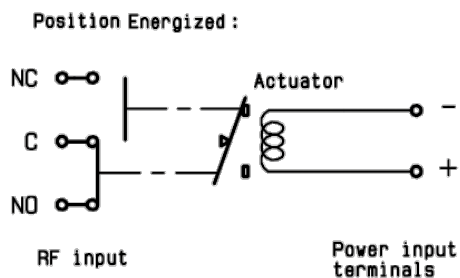 Position Energized :
NC
Actuator
-
C
+
NO
RF input
Power input
terminals